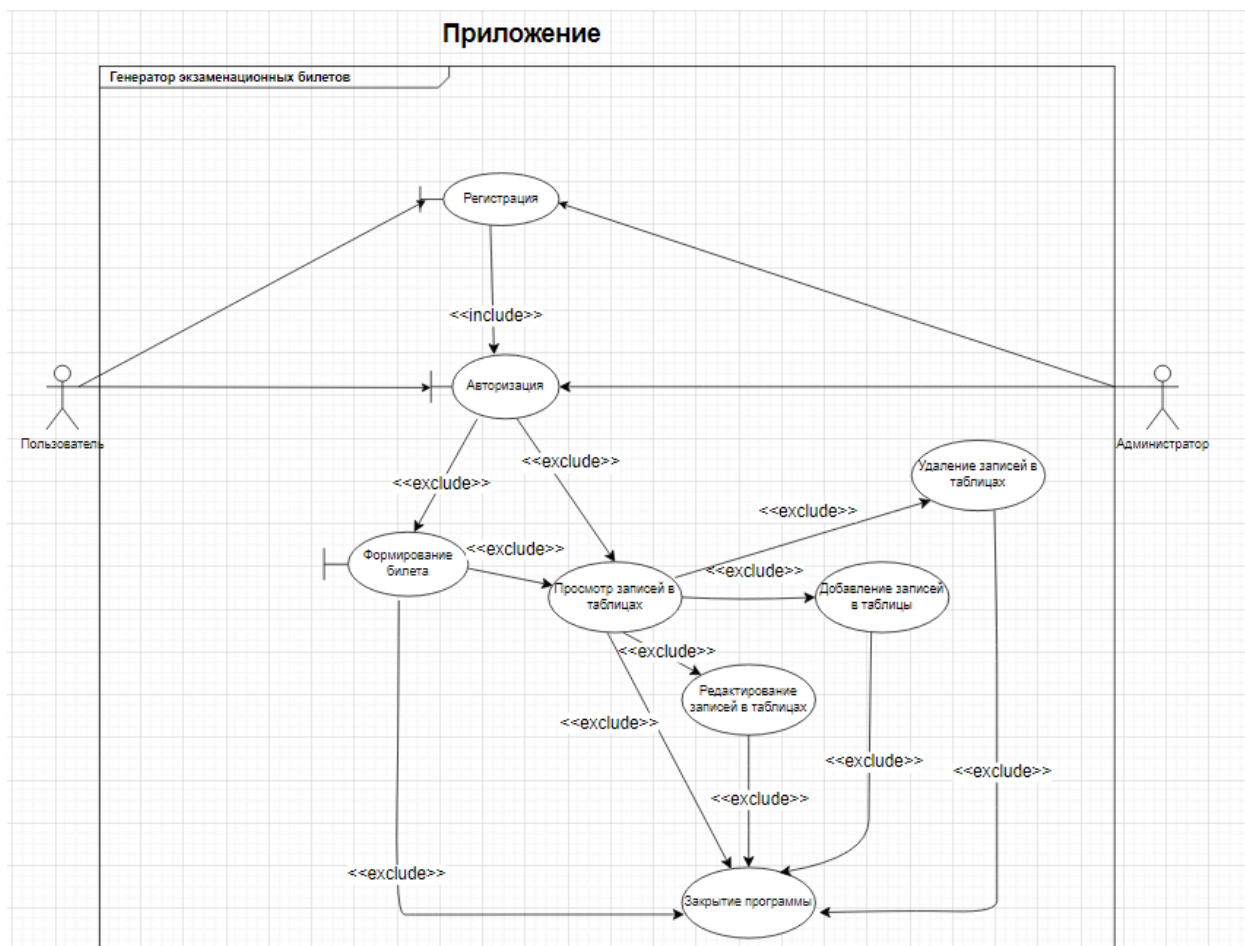 Приложение
Генератор экзаменационных билетов
Регистрация
<<include>>
Авторизация
Пользователь
Администратор
<<exclude>>
<<exclude>>
Удаление записей в
таблицах
<<exclude>>
Формирование
билета
<<exclude>>
<<exclude>>
Просмотр записей в
таблицах
Добавление записей
в таблицы
<<exclude>>
Редактирование
записей в таблицах
<<exclude>>
<<exclude>>
<<exclude>>
<<exclude>>
<<exclude>>
Закрытие программы